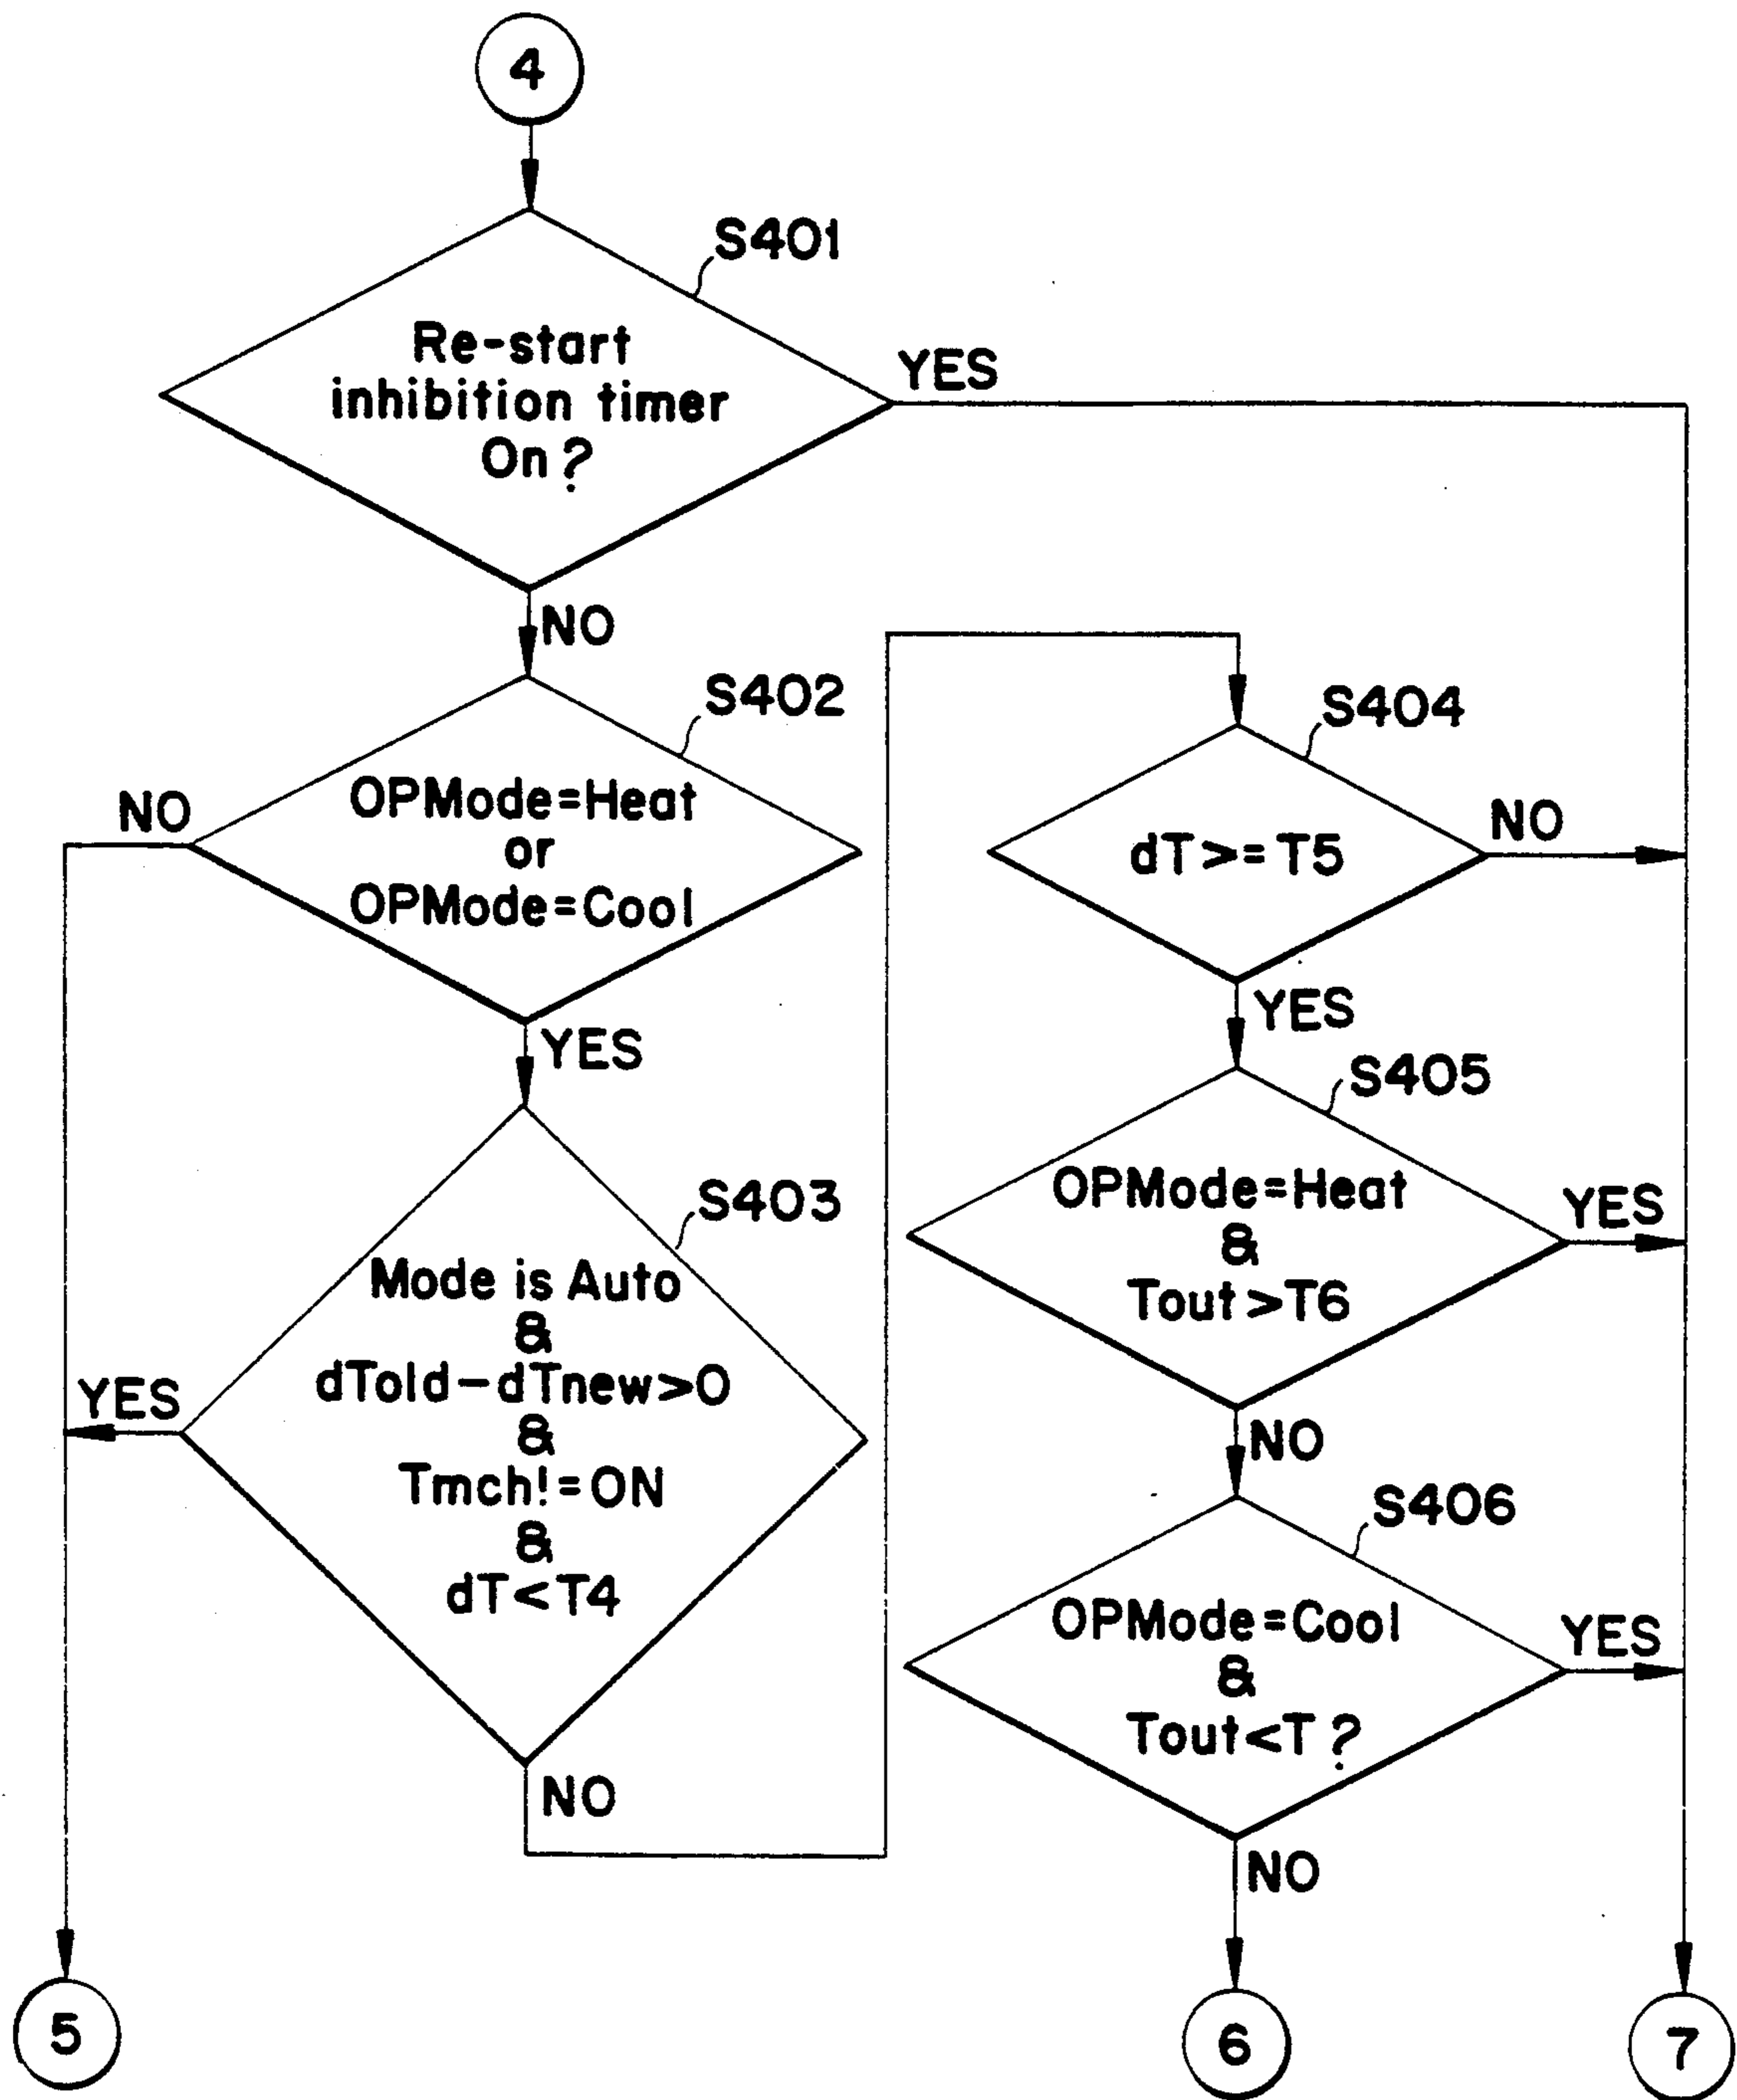 4
S401
Re-start
inhibition timer
On?
YES
NO
S402
OPMode=Heat
or
OPMode=Cool
NO
YES
S403
Mode is Auto
&
dTold-dTnew>0
&
Tmch!=ON
&
dT<T4
YES
NO
S404
dT>=T5
NO
YES
S405
OPMode=Heat
&
Tout>T6
YES
NO
S406
OPMode=Cool
&
Tout<T?
YES
NO
5
6
7